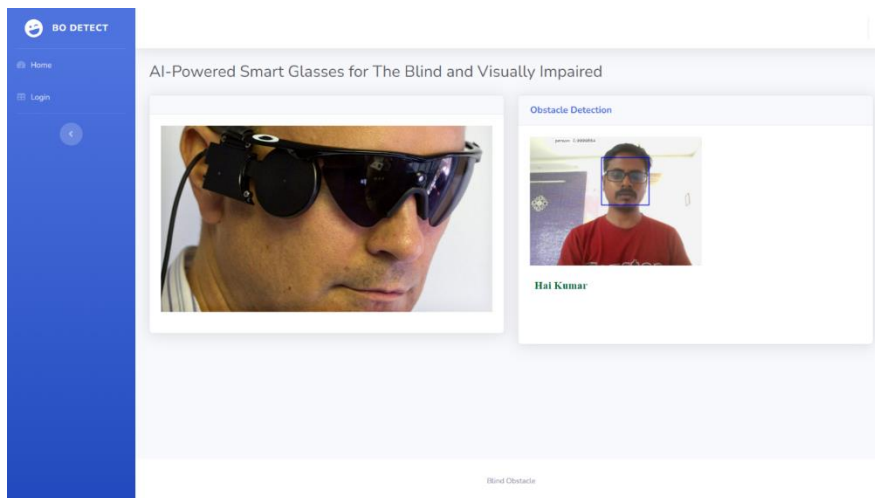 BO DETECT
Home
Login
AI-Powered Smart Glasses for The Blind and Visually Impaired
Obstacle Detection
Hai Kumar
Blind Obstacle